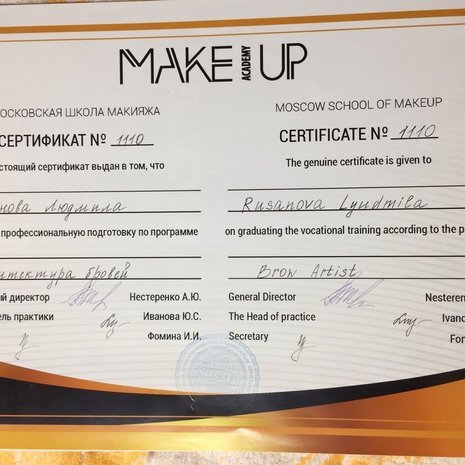 MAKE ACADEMY UP
ОСКОВСКАЯ ШКОЛА МАКИЯЖА
СЕРТИФИКАТ № 1110
стоящий сертификат выдан в том, что
нова Людмила
профессиональную подготовку по программе
итектура бровей
ый директор Нестеренко А.Ю.
ель практики Иванова Ю.С.
Фомина И.И.
MOSCOW SCHOOL OF MAKEUP
CERTIFICATE № 1110
The genuine certificate is given to
Rusanova Lyudmila
on graduating the vocational training according to the p
Brow Artist
General Director Nesteren
The Head of practice Ivano
Secretary Fon